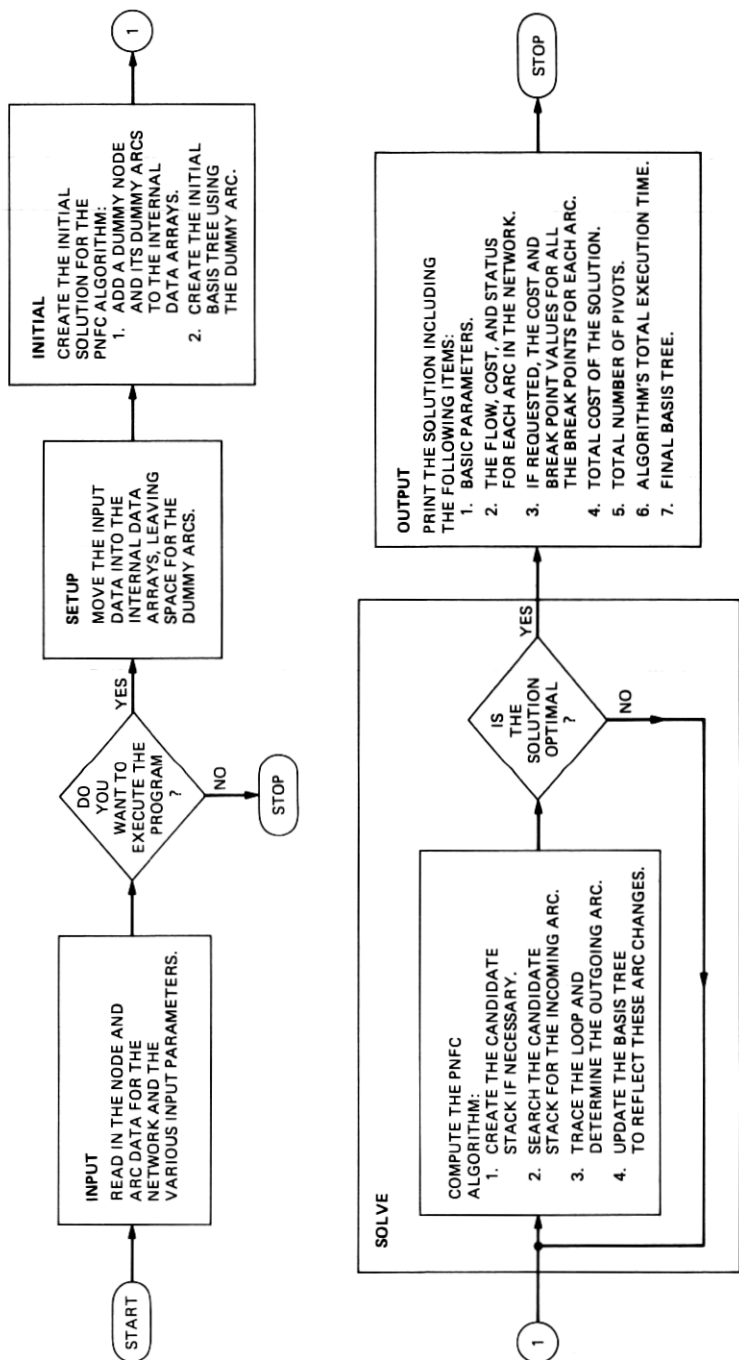 START
INPUT
READ IN THE NODE AND
ARC DATA FOR THE
NETWORK AND THE
VARIOUS INPUT PARAMETERS.
DO
YOU
WANT TO
EXECUTE THE
PROGRAM
?
NO
STOP
YES
SETUP
MOVE THE INPUT
DATA INTO THE
INTERNAL DATA
ARRAYS, LEAVING
SPACE FOR THE
DUMMY ARCS.
INITIAL
CREATE THE INITIAL
SOLUTION FOR THE
PNFC ALGORITHM:
1. ADD A DUMMY NODE
AND ITS DUMMY ARCS
TO THE INTERNAL
DATA ARRAYS.
2. CREATE THE INITIAL
BASIS TREE USING
THE DUMMY ARC.
1
1
SOLVE
COMPUTE THE PNFC
ALGORITHM:
1. CREATE THE CANDIDATE
STACK IF NECESSARY.
2. SEARCH THE CANDIDATE
STACK FOR THE INCOMING ARC.
3. TRACE THE LOOP AND
DETERMINE THE OUTGOING ARC.
4. UPDATE THE BASIS TREE
TO REFLECT THESE ARC CHANGES.
IS
THE
SOLUTION
OPTIMAL
?
NO
YES
OUTPUT
PRINT THE SOLUTION INCLUDING
THE FOLLOWING ITEMS:
1. BASIC PARAMETERS.
2. THE FLOW, COST, AND STATUS
FOR EACH ARC IN THE NETWORK.
3. IF REQUESTED, THE COST AND
BREAK POINT VALUES FOR ALL
THE BREAK POINTS FOR EACH ARC.
4. TOTAL COST OF THE SOLUTION.
5. TOTAL NUMBER OF PIVOTS.
6. ALGORITHM'S TOTAL EXECUTION TIME.
7. FINAL BASIS TREE.
STOP